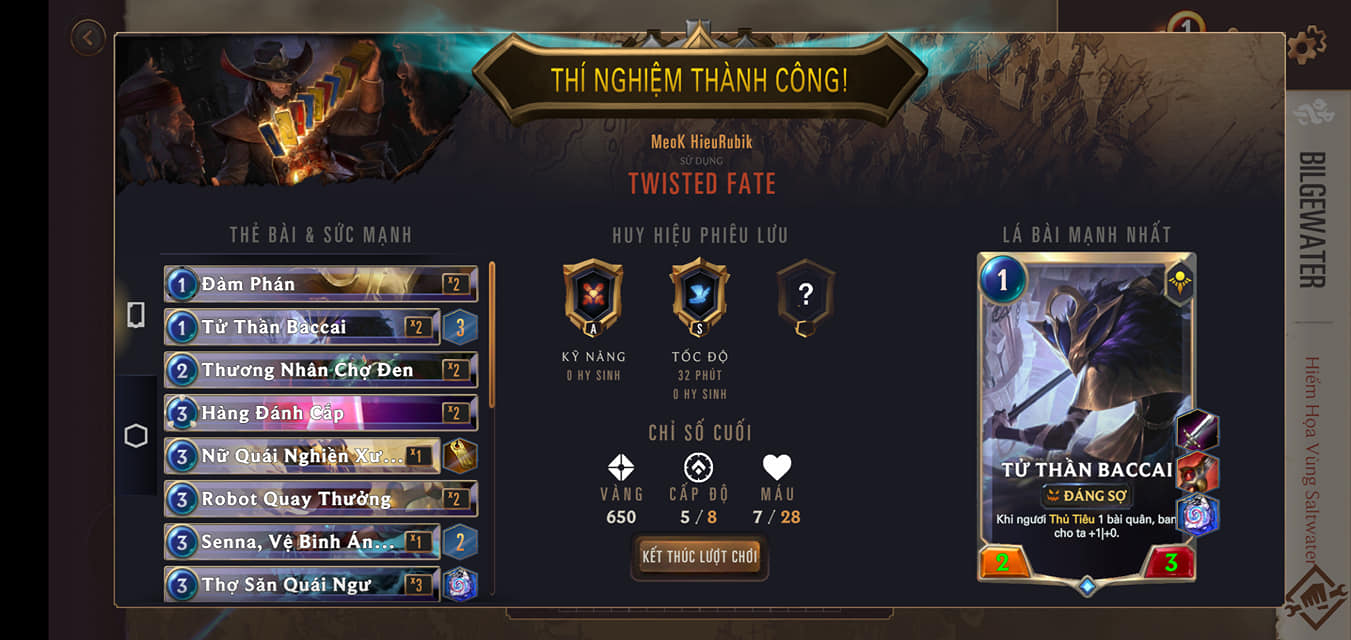 1
THÍ NGHIỆM THÀNH CÔNG!
MeoK HieuRubik
SỬ DỤNG
TWISTED FATE
THẺ BÀI & SỨC MẠNH
1 Đàm Phán x2
1 Tử Thần Baccai x2 3
2 Thương Nhân Chợ Đen x2
3 Hàng Đánh Cắp x2
3 Nữ Quái Nghiền Xư... x1
3 Robot Quay Thưởng x2
3 Senna, Vệ Binh Án... x1 2
3 Thợ Săn Quái Ngư x3
HUY HIỆU PHIÊU LƯU
A
S
?
KỸ NĂNG
0 HY SINH
TỐC ĐỘ
32 PHÚT
0 HY SINH
CHỈ SỐ CUỐI
VÀNG
650
CẤP ĐỘ
5 / 8
MÁU
7 / 28
KẾT THÚC LƯỢT CHƠI
LÁ BÀI MẠNH NHẤT
1
TỬ THẦN BACCAI
ĐÁNG SỢ
Khi ngươi Thủ Tiêu 1 bài quân, ban
cho ta +1|+0.
2
3
BILGEWATER
Hiểm Họa Vùng Saltwater